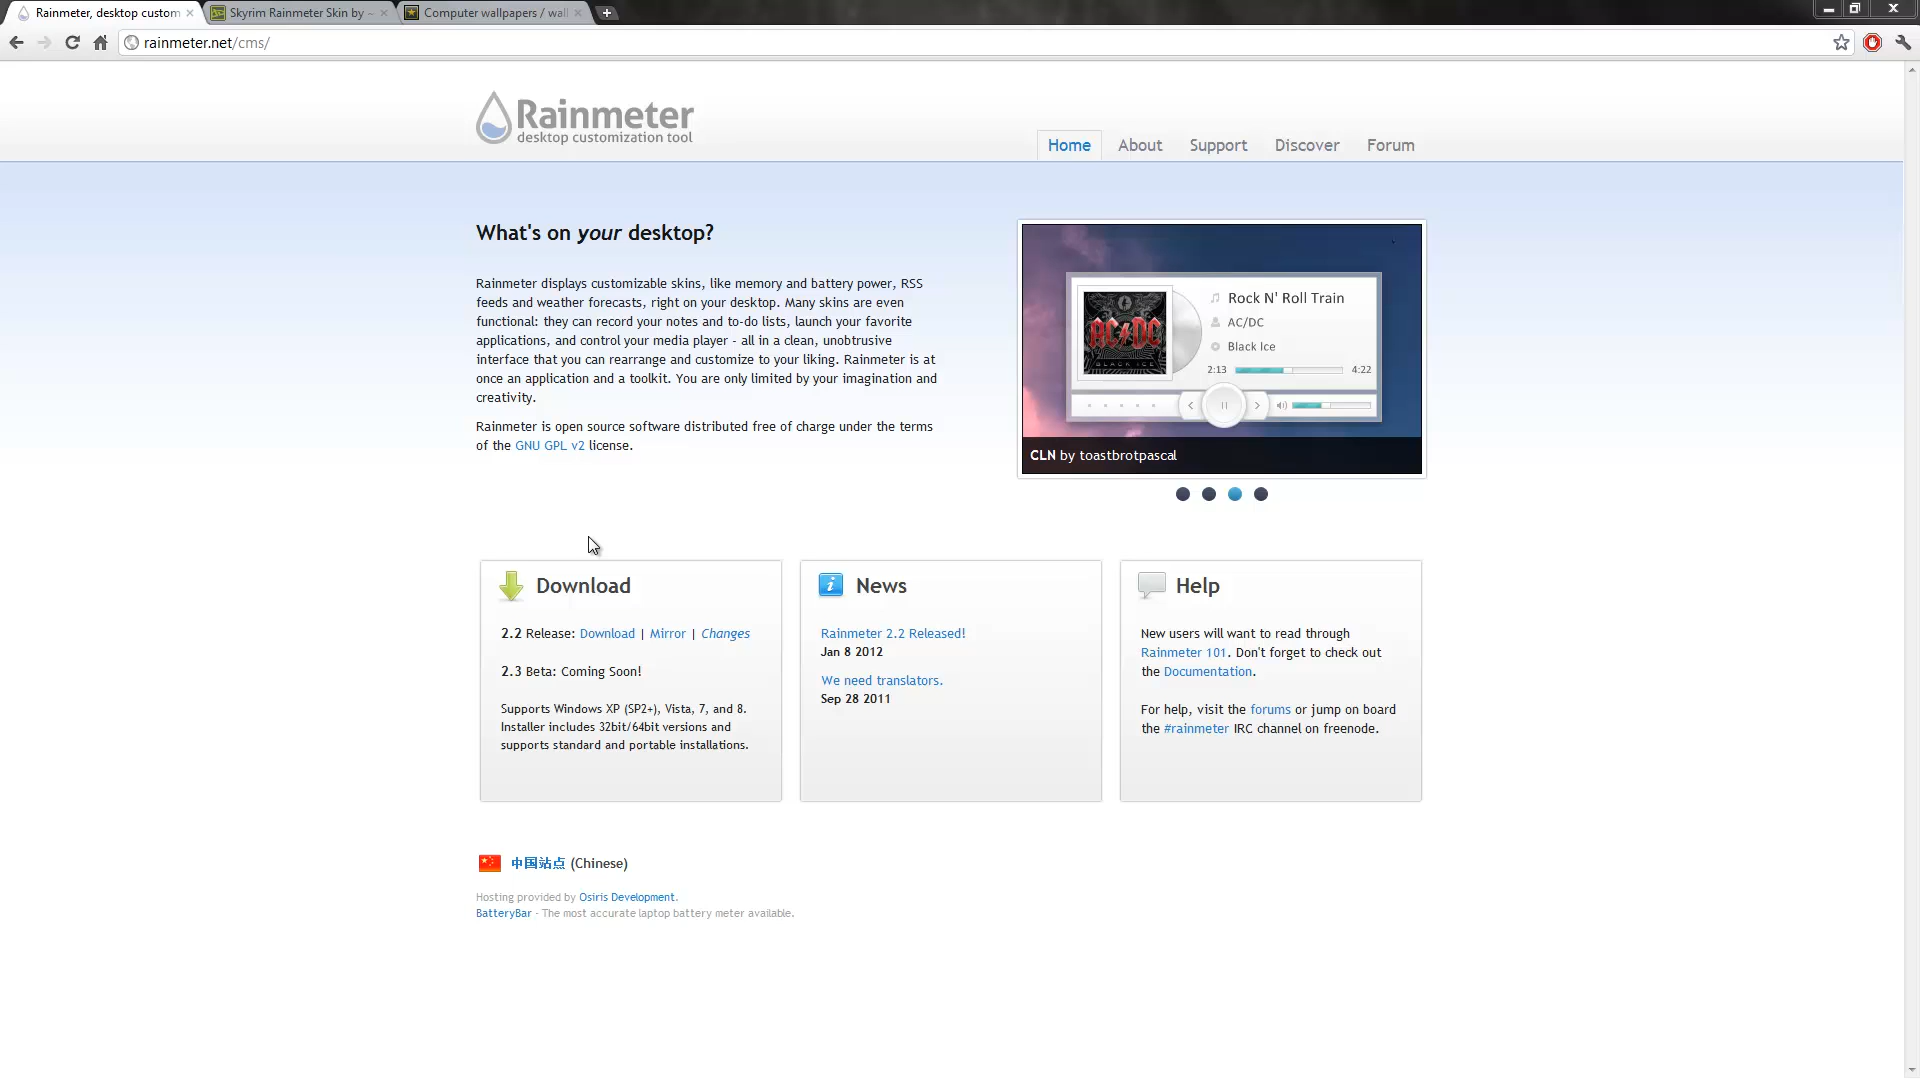 Rainmeter, desktop custom
Skyrim Rainmeter Skin by ~
Computer wallpapers / wall
rainmeter.net/cms/
Rainmeter
desktop customization tool
Home
About
Support
Discover
Forum
What's on your desktop?
Rainmeter displays customizable skins, like memory and battery power, RSS
feeds and weather forecasts, right on your desktop. Many skins are even
functional: they can record your notes and to-do lists, launch your favorite
applications, and control your media player - all in a clean, unobtrusive
interface that you can rearrange and customize to your liking. Rainmeter is at
once an application and a toolkit. You are only limited by your imagination and
creativity.
Rainmeter is open source software distributed free of charge under the terms
of the GNU GPL v2 license.
AC/DC
BLACK ICE
Rock N' Roll Train
AC/DC
Black Ice
2:13
4:22
CLN by toastbrotpascal
Download
2.2 Release: Download | Mirror | Changes
2.3 Beta: Coming Soon!
Supports Windows XP (SP2+), Vista, 7, and 8.
Installer includes 32bit/64bit versions and
supports standard and portable installations.
News
Rainmeter 2.2 Released!
Jan 8 2012
We need translators.
Sep 28 2011
Help
New users will want to read through
Rainmeter 101. Don't forget to check out
the Documentation.
For help, visit the forums or jump on board
the #rainmeter IRC channel on freenode.
中国站点 (Chinese)
Hosting provided by Osiris Development.
BatteryBar - The most accurate laptop battery meter available.